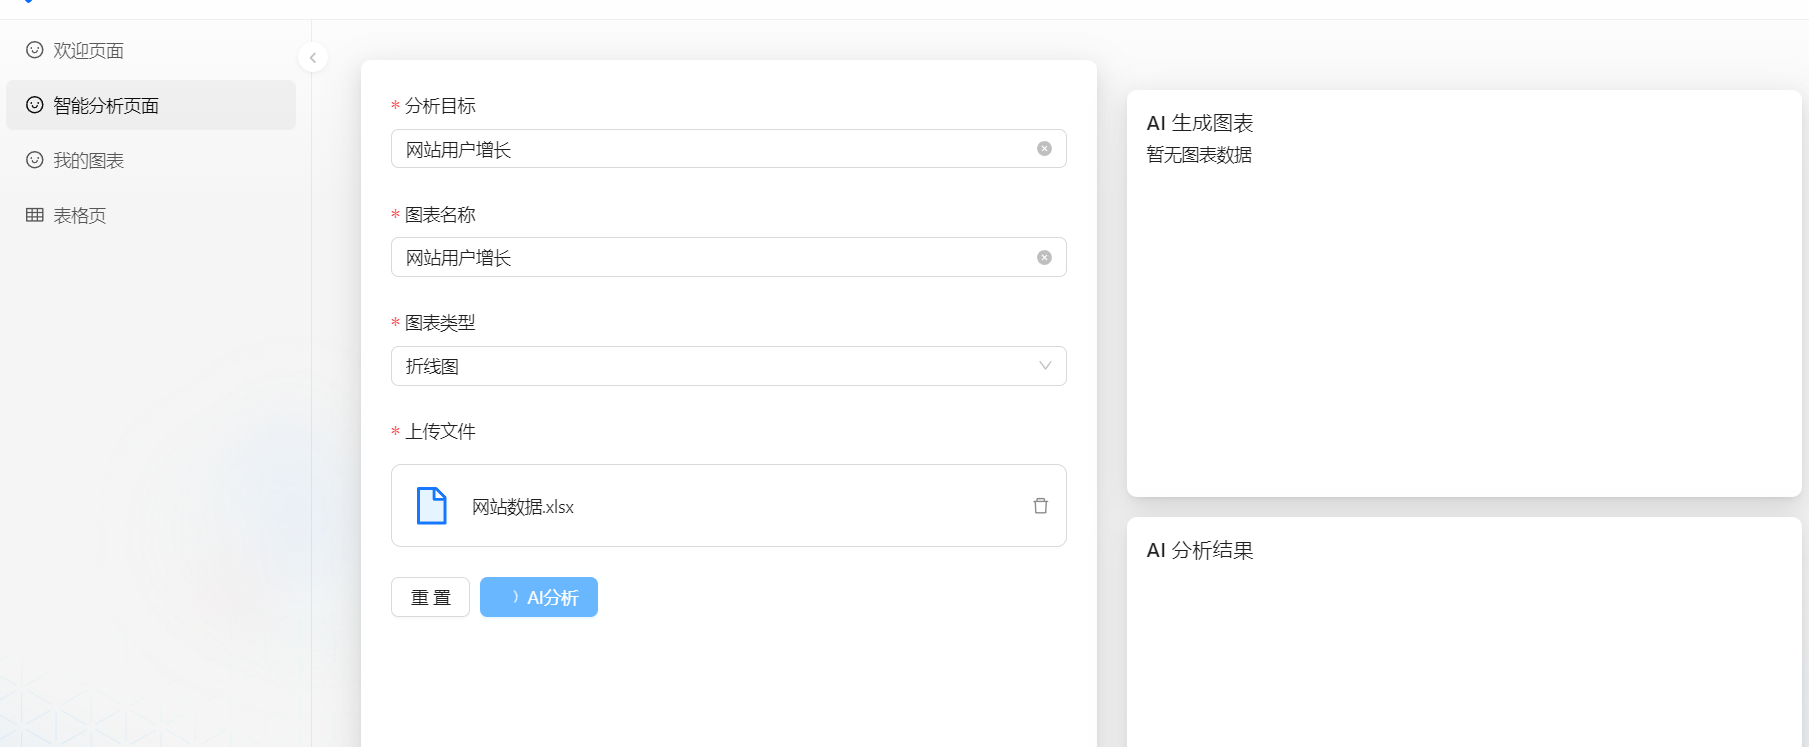 欢迎页面
智能分析页面
我的图表
表格页
* 分析目标
网站用户增长
* 图表名称
网站用户增长
* 图表类型
折线图
* 上传文件
网站数据.xlsx
重 置
AI分析
AI 生成图表
暂无图表数据
AI 分析结果